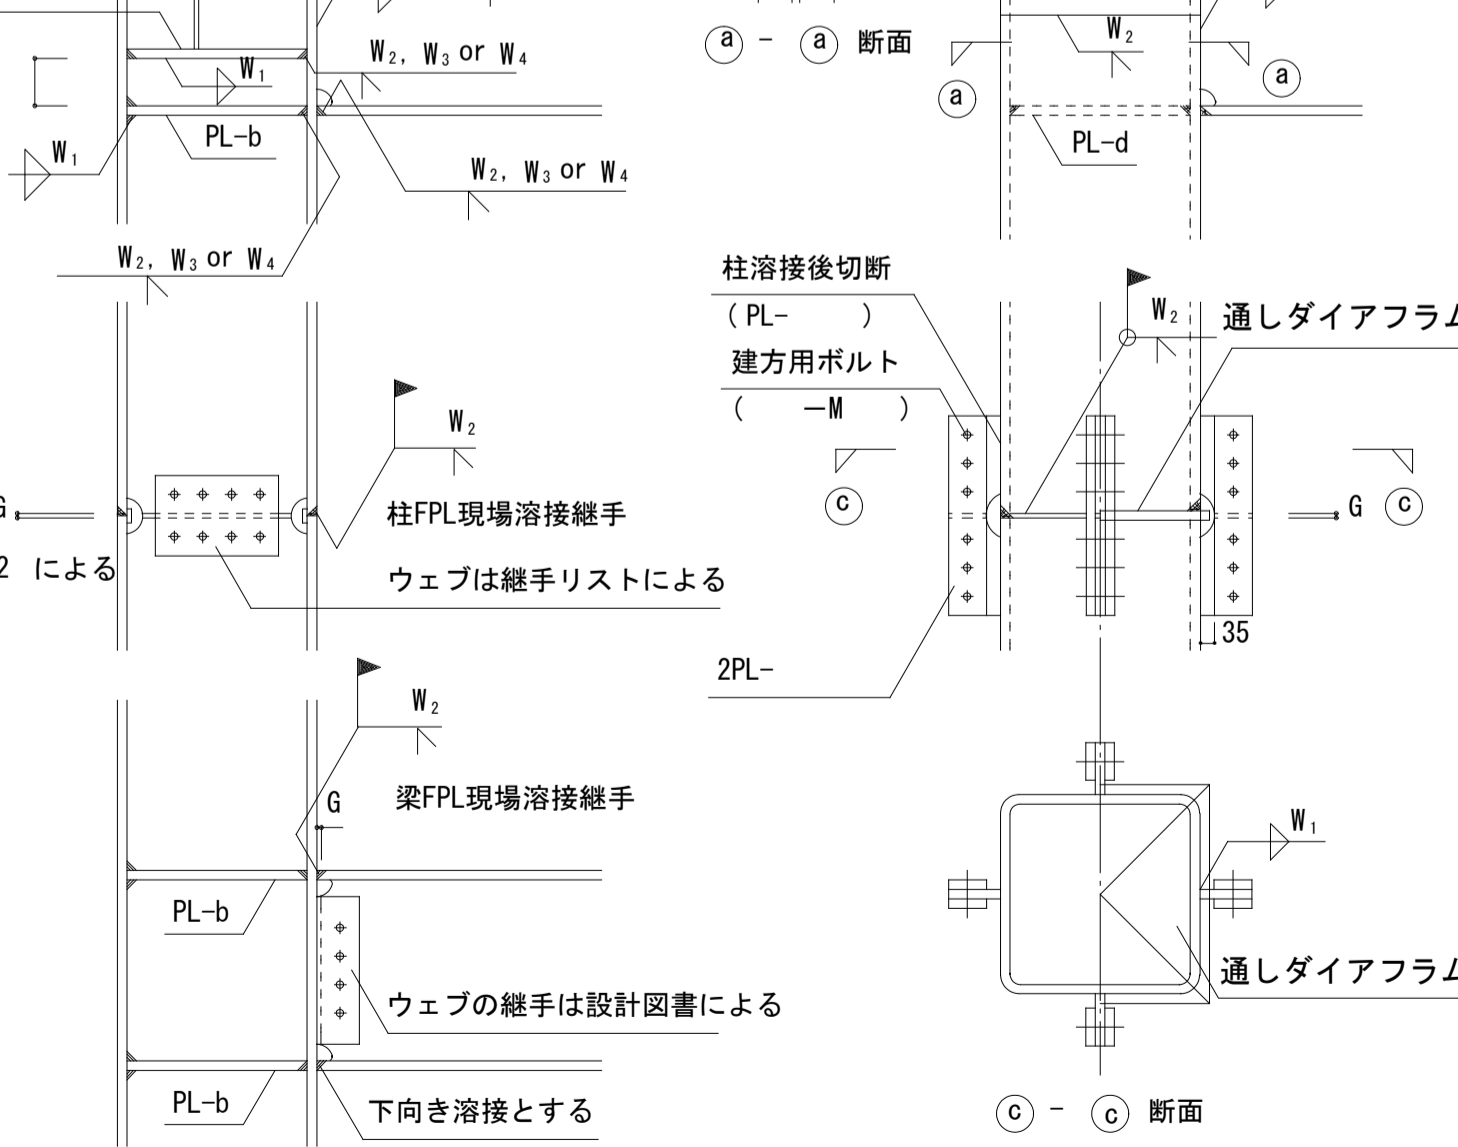 W₂, W₃ or W₄
W₁
PL-b
W₁
W₂, W₃ or W₄
W₂, W₃ or W₄
W₂
G
柱FPL現場溶接継手
2 による
ウェブは継手リストによる
W₂
G
梁FPL現場溶接継手
PL-b
ウェブの継手は設計図書による
PL-b
下向き溶接とする
a - a 断面
W₂
a
a
PL-d
柱溶接後切断
( PL- )
W₂
通しダイアフラム
建方用ボルト
( -M )
c
G
c
35
2PL-
W₁
通しダイアフラム
c - c 断面